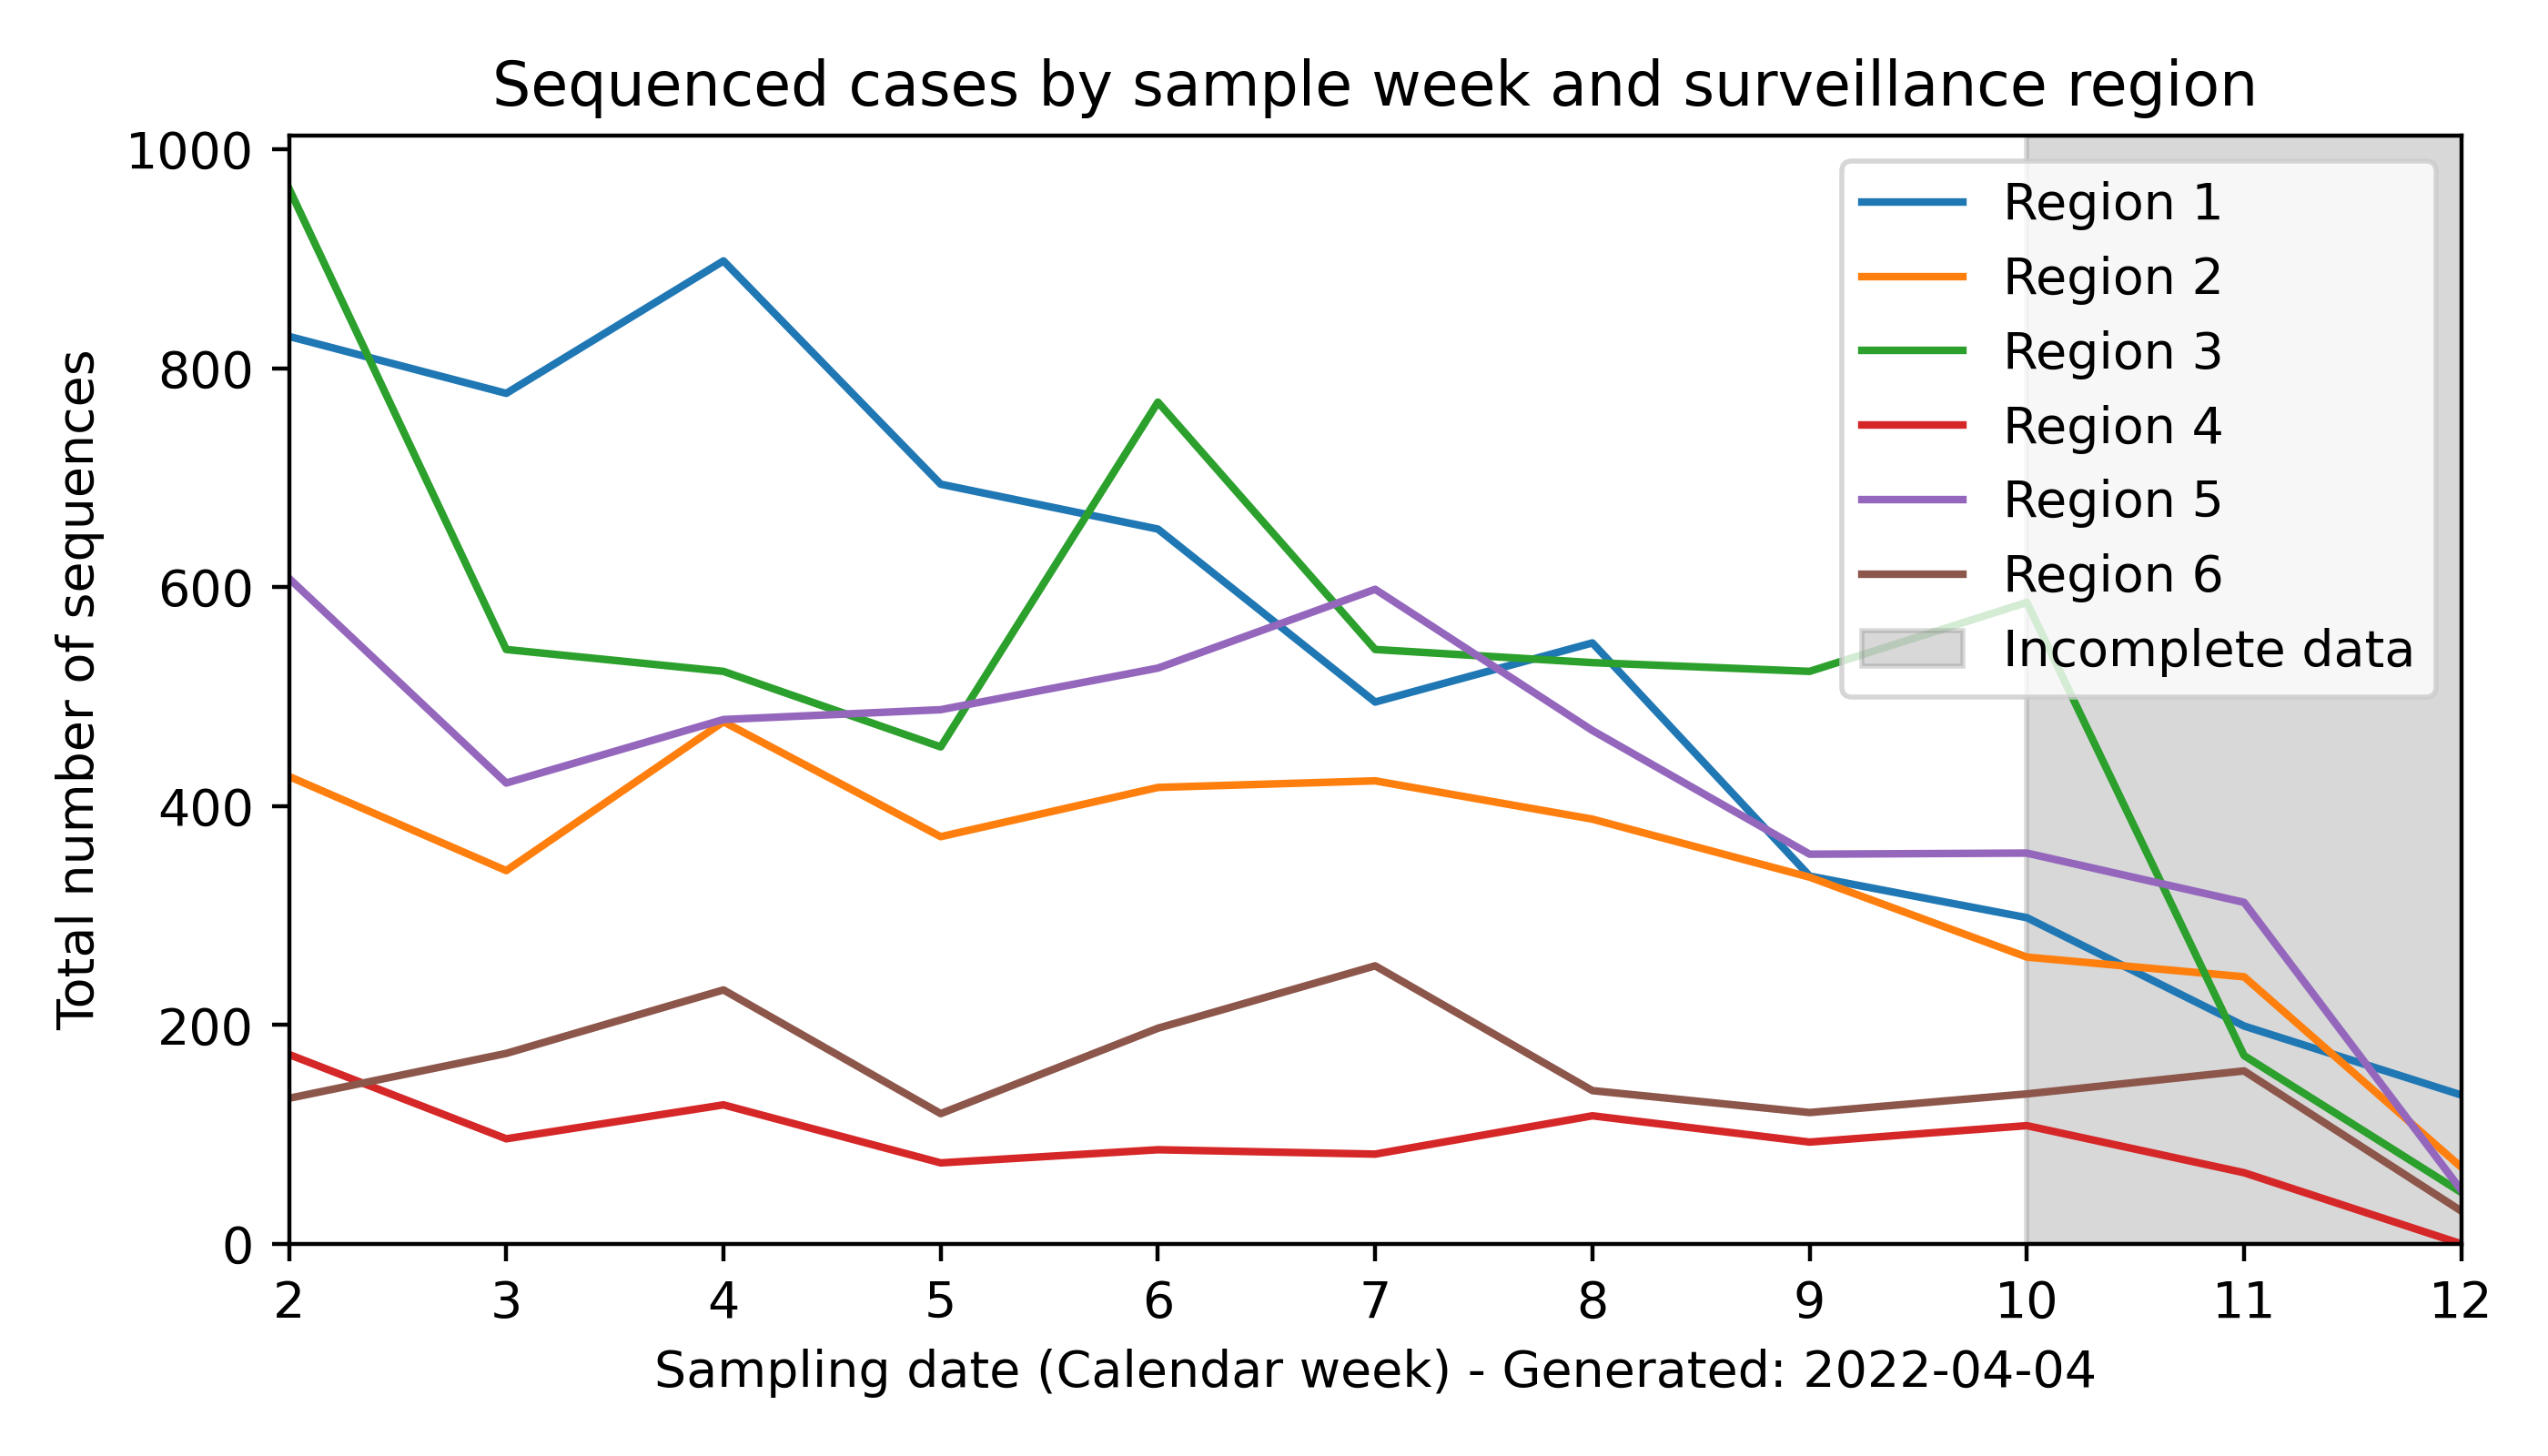 Sequenced cases by sample week and surveillance region
Total number of sequences
1000
800
600
400
200
0
Region 1
Region 2
Region 3
Region 4
Region 5
Region 6
Incomplete data
2 3 4 5 6 7 8 9 10 11 12
Sampling date (Calendar week) - Generated: 2022-04-04